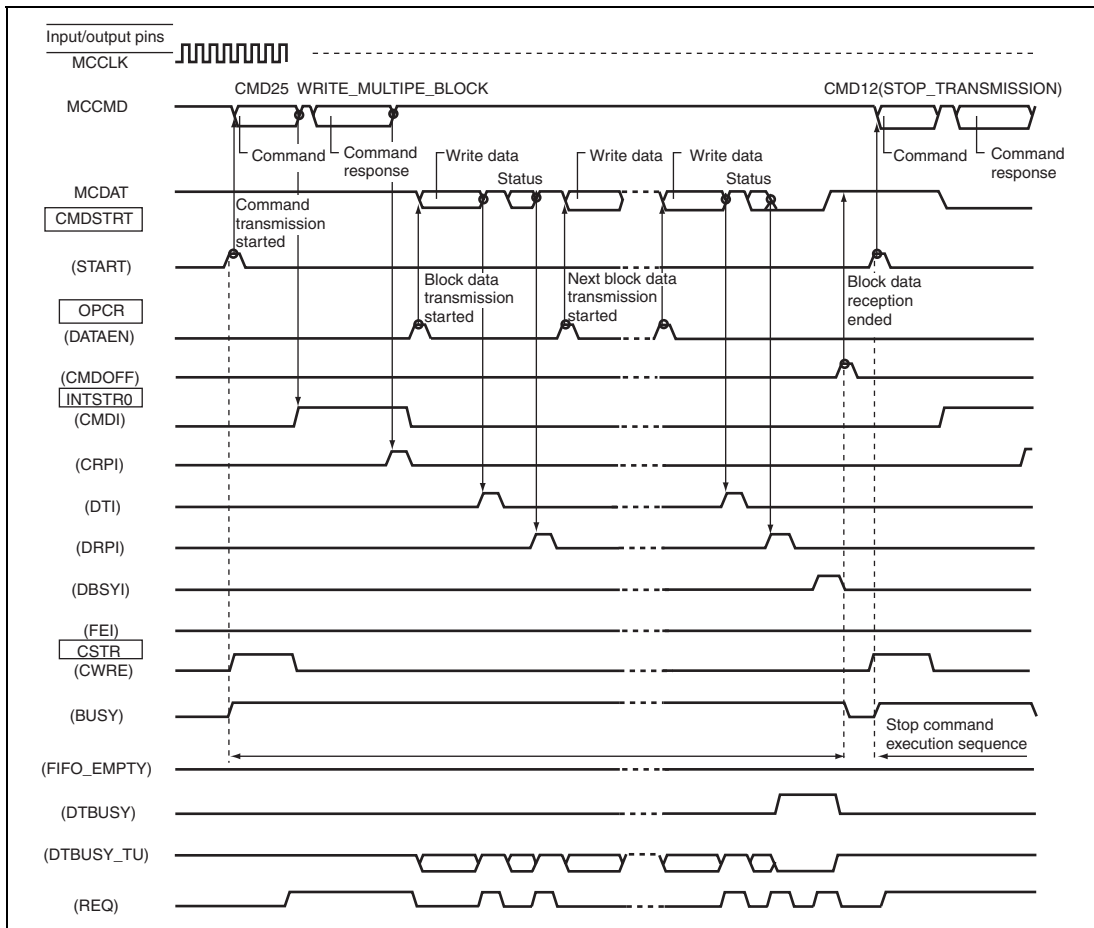 Input/output pins
MCCLK
CMD25 WRITE_MULTIPE_BLOCK
CMD12(STOP_TRANSMISSION)
MCCMD
Command
Command
response
Command
Command
response
Write data
Write data
Write data
Status
Status
MCDAT
CMDSTRT
Command
transmission
started
(START)
Block data
transmission
started
Next block data
transmission
started
Block data
reception
ended
OPCR
(DATAEN)
(CMDOFF)
INTSTR0
(CMDI)
(CRPI)
(DTI)
(DRPI)
(DBSYI)
(FEI)
CSTR
(CWRE)
(BUSY)
Stop command
execution sequence
(FIFO_EMPTY)
(DTBUSY)
(DTBUSY_TU)
(REQ)